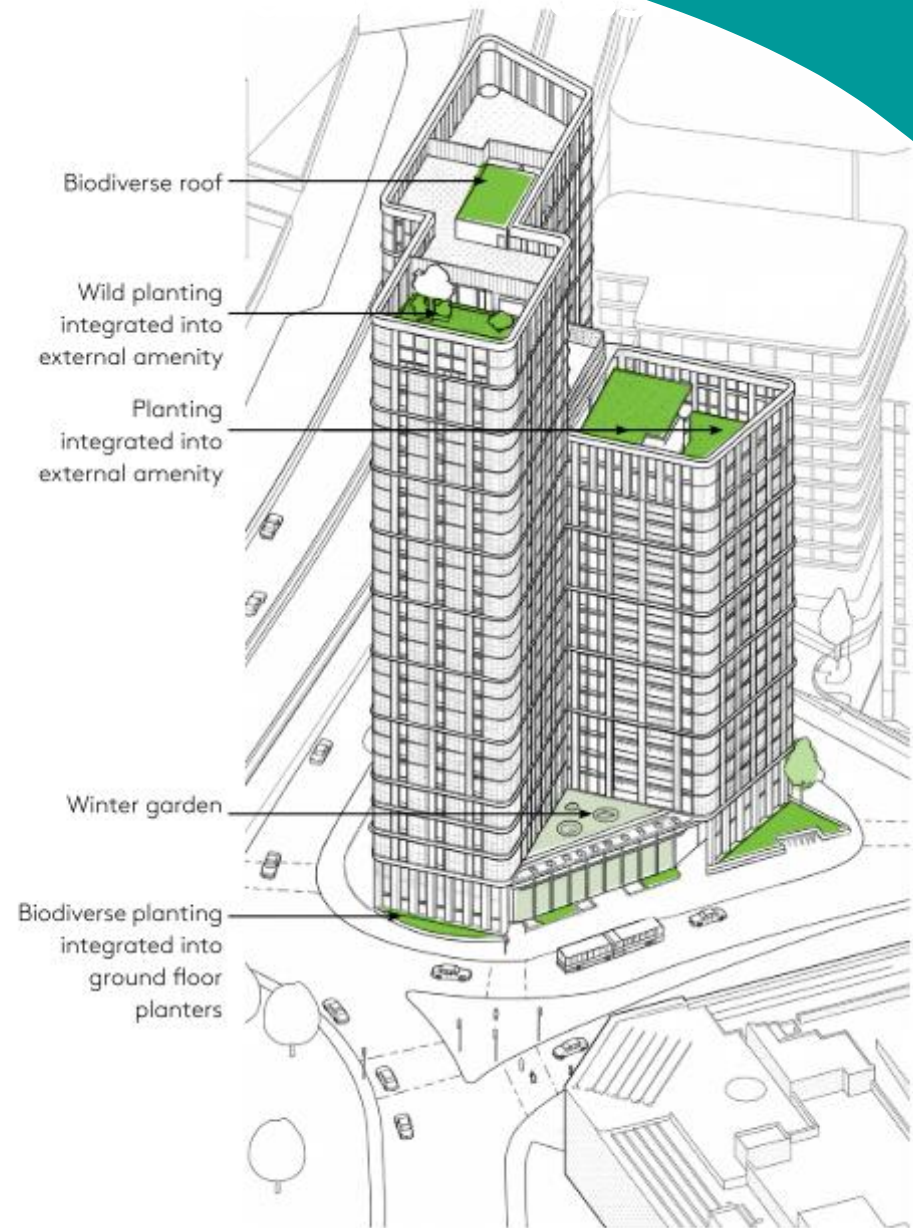 Biodiverse roof
Wild planting
integrated into
external amenity
Planting
integrated into
external amenity
Winter garden
Biodiverse planting
integrated into
ground floor
planters